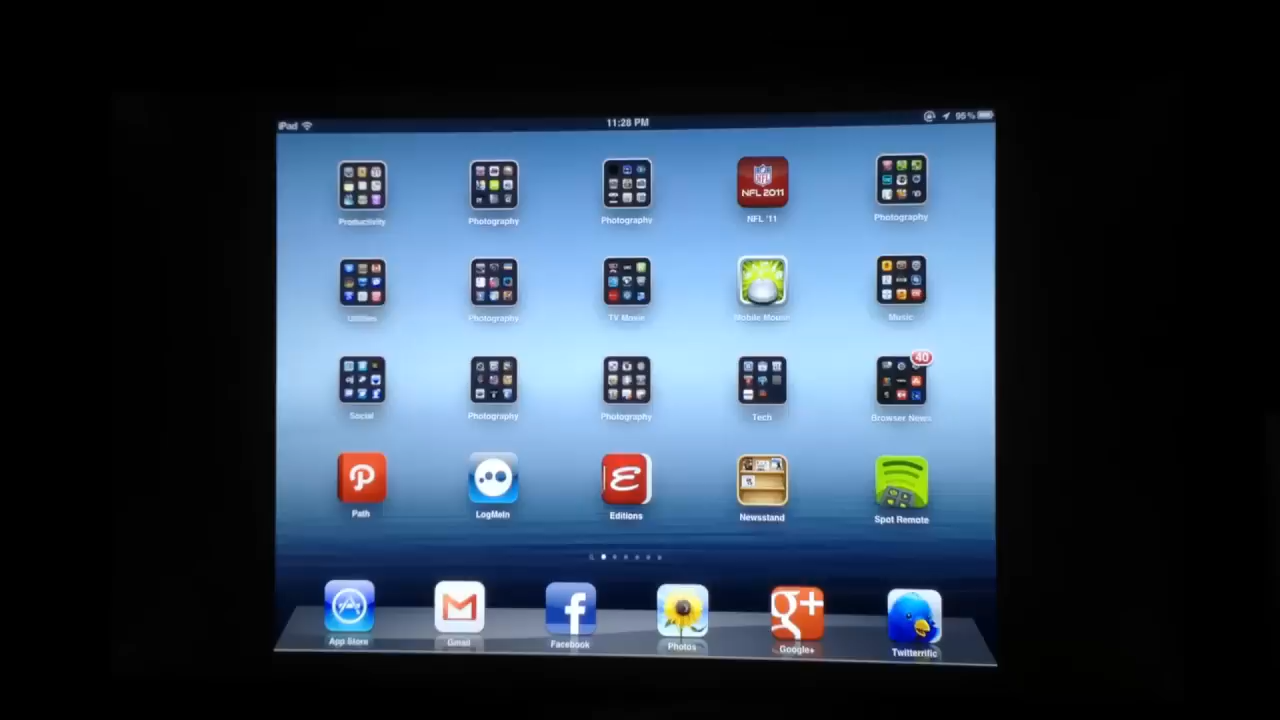 iPad
11:28 PM
95%
Productivity
Photography
Photography
NFL
NFL 2011
NFL '11
Photography
Utilities
Photography
TV Movie
Mobile Mouse
Music
40
Social
Photography
Photography
Tech
Browser News
Path
LogMeIn
Editions
Newsstand
Spot Remote
App Store
Gmail
Facebook
Photos
g+
Google+
Twitterrific